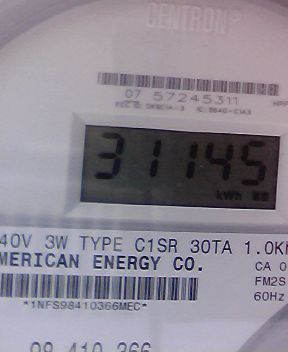 CENTRON®
07 57245311
31145
kWh
40V 3W TYPE C1SR 30TA 1.0K
MERICAN ENERGY CO.
CA 0
FM2S
60Hz
*1NFS98410366MEC*
98 410 366